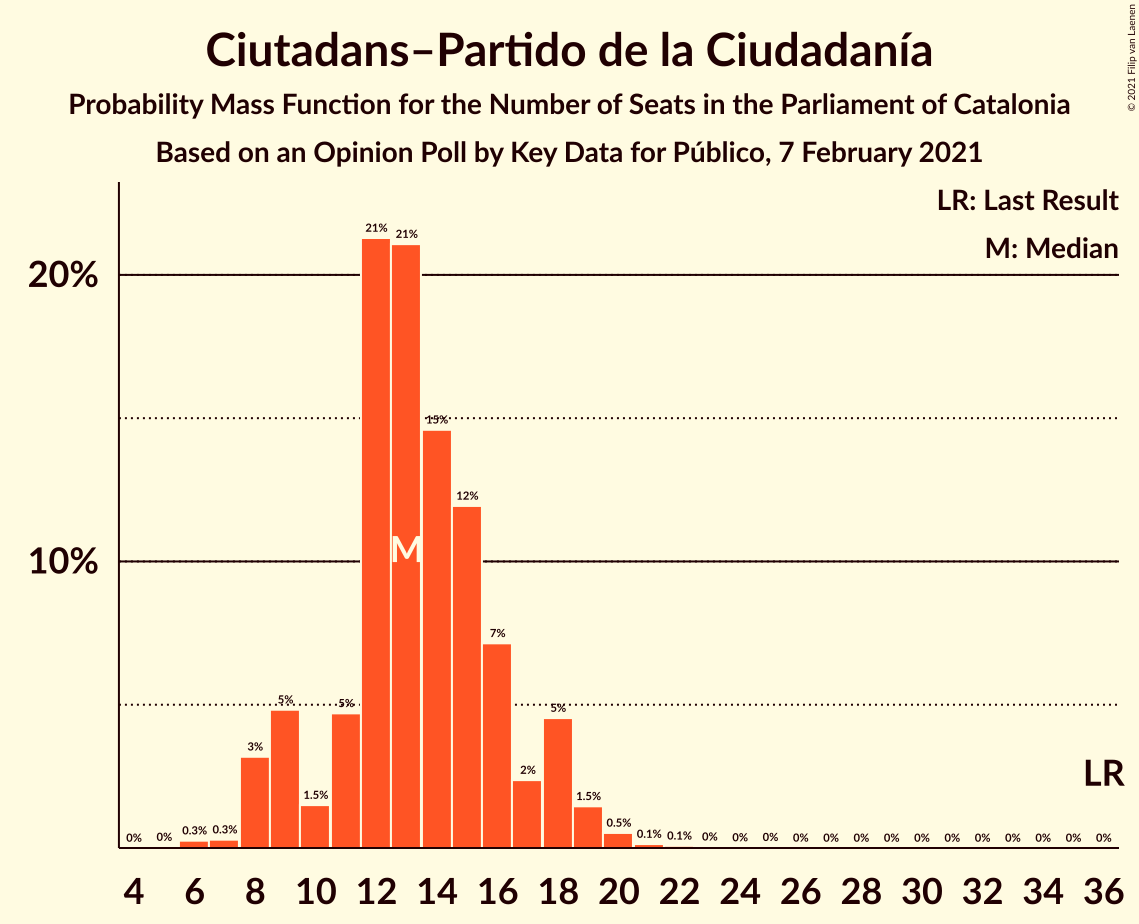 Ciutadans–Partido de la Ciudadanía
Probability Mass Function for the Number of Seats in the Parliament of Catalonia
Based on an Opinion Poll by Key Data for Público, 7 February 2021
© 2021 Filip van Laenen
LR: Last Result
M: Median
20%
10%
0% 0% 0.3% 0.3% 3% 5% 1.5% 5% 21% 21% 15% 12% 7% 2% 5% 1.5% 0.5% 0.1% 0.1% 0% 0% 0% 0% 0% 0% 0% 0% 0% 0% 0% 0% 0% 0%
M
LR
4 6 8 10 12 14 16 18 20 22 24 26 28 30 32 34 36